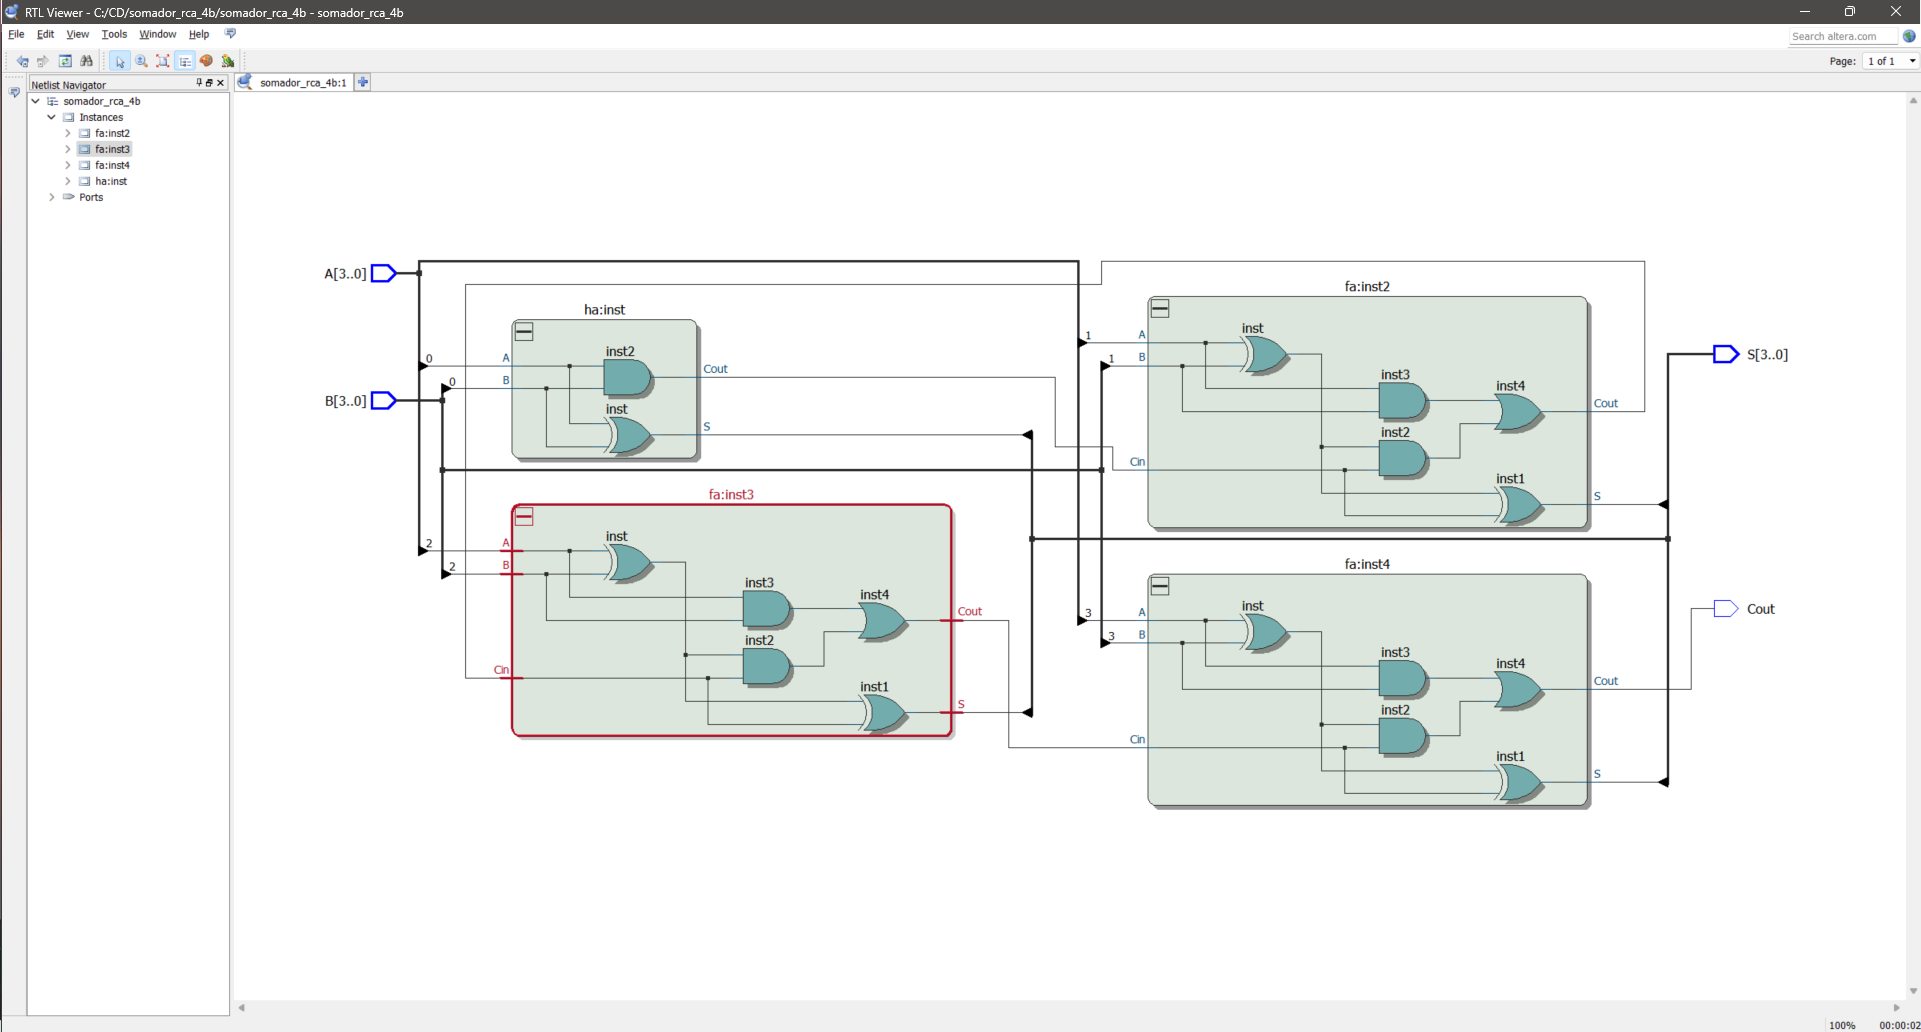 RTL Viewer - C:/CD/somador_rca_4b/somador_rca_4b - somador_rca_4b
File Edit View Tools Window Help
Search altera.com
Page: 1 of 1
Netlist Navigator
somador_rca_4b:1
somador_rca_4b
Instances
fa:inst2
fa:inst3
fa:inst4
ha:inst
Ports
A[3..0]
B[3..0]
0
0
2
2
ha:inst
A
B
inst2
inst
Cout
S
fa:inst3
A
B
Cin
inst
inst3
inst2
inst4
inst1
Cout
S
1
1
3
3
fa:inst2
A
B
Cin
inst
inst3
inst2
inst4
inst1
Cout
S
fa:inst4
A
B
Cin
inst
inst3
inst2
inst4
inst1
Cout
S
S[3..0]
Cout
100% 00:00:02